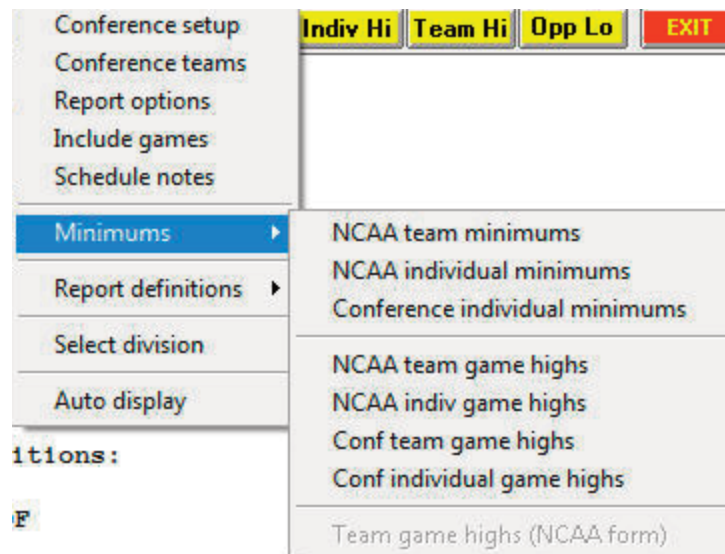 Conference setup
Indiv Hi Team Hi Opp Lo EXIT
Conference teams
Report options
Include games
Schedule notes
Minimums
NCAA team minimums
NCAA individual minimums
Report definitions
Conference individual minimums
Select division
NCAA team game highs
Auto display
NCAA indiv game highs
Conf team game highs
itions:
Conf individual game highs
F
Team game highs (NCAA form)